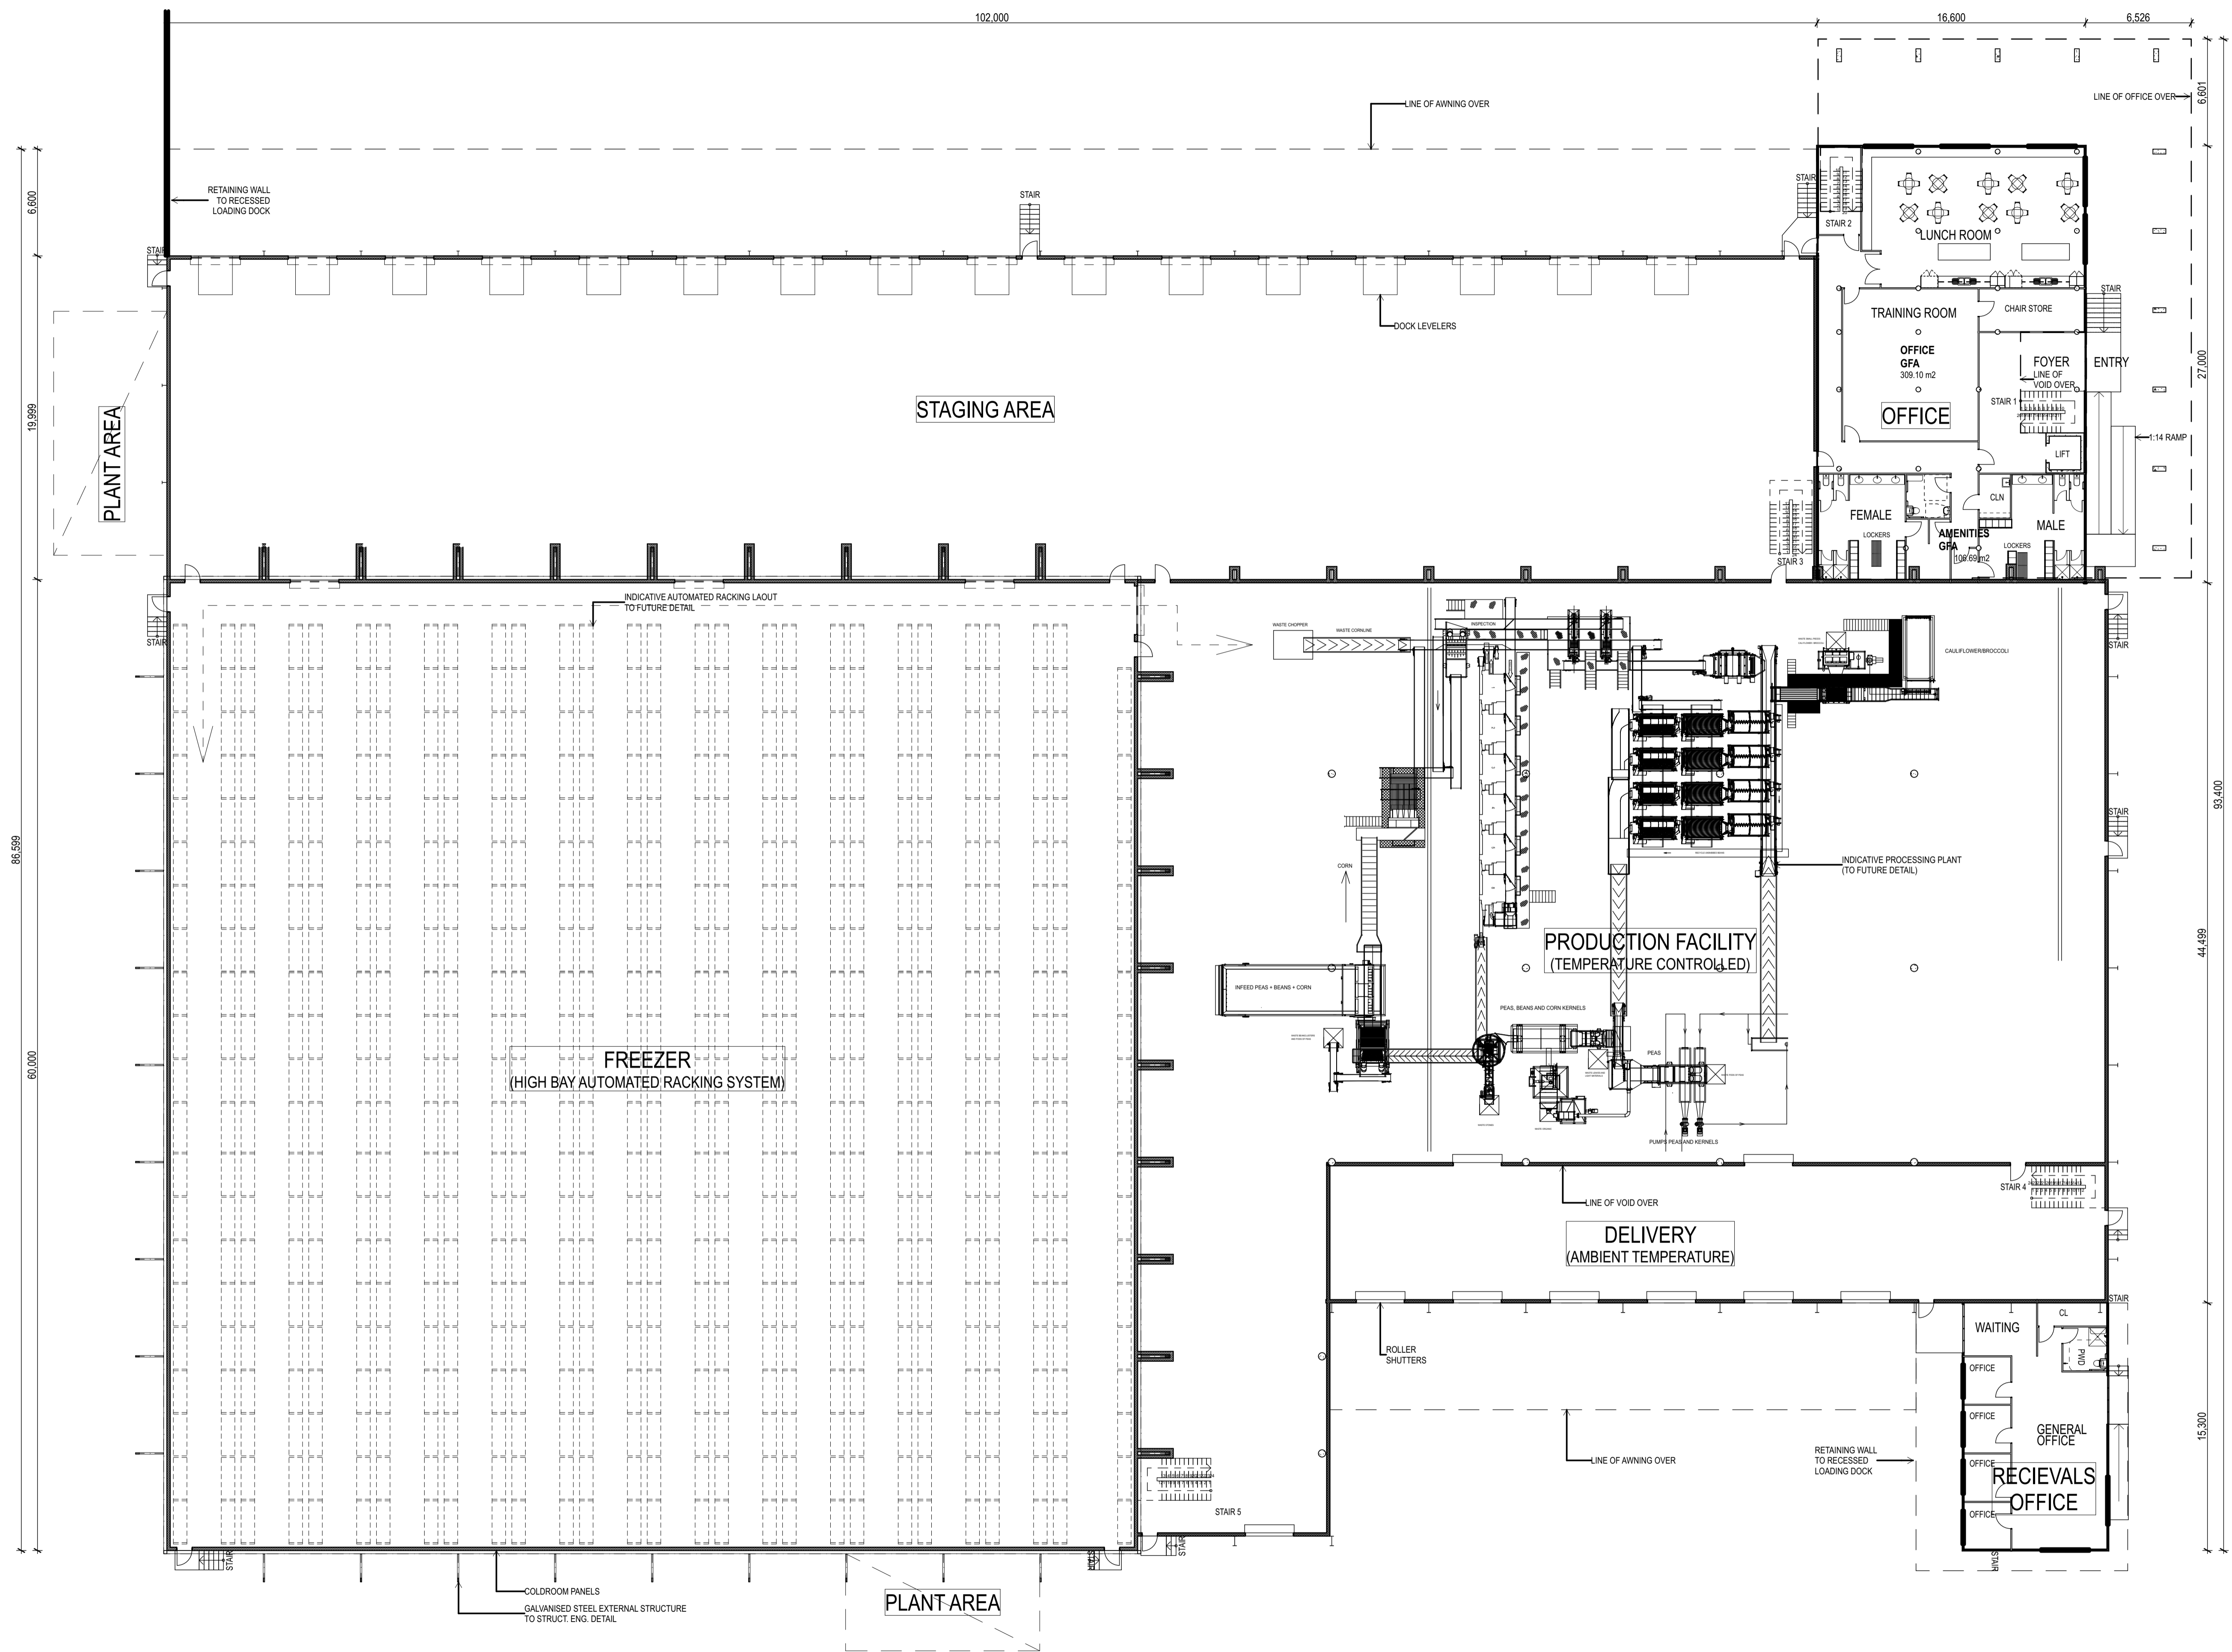 102,000
16,600
6,526
LINE OF AWNING OVER
LINE OF OFFICE OVER
6,601
RETAINING WALL
TO RECESSED
LOADING DOCK
6,600
STAIR
STAIR
STAIR
STAIR 2
LUNCH ROOM
STAIR
CHAIR STORE
TRAINING ROOM
DOCK LEVELERS
OFFICE
GFA
309.10 m2
FOYER
LINE OF
VOID OVER
ENTRY
27,000
19,999
PLANT AREA
STAGING AREA
OFFICE
STAIR 1
1:14 RAMP
LIFT
CLN
FEMALE
MALE
LOCKERS
AMENITIES
GFA
106.69 m2
LOCKERS
STAIR 3
INDICATIVE AUTOMATED RACKING LAOUT
TO FUTURE DETAIL
STAIR
WASTE CHOPPER
WASTE CORNLINE
INSPECTION
CAULIFLOWER/BROCCOLI
STAIR
93,400
STAIR
86,599
CORN
INDICATIVE PROCESSING PLANT
(TO FUTURE DETAIL)
44,499
PRODUCTION FACILITY
(TEMPERATURE CONTROLLED)
INFEED PEAS + BEANS + CORN
PEAS, BEANS AND CORN KERNELS
PEAS
60,000
FREEZER
(HIGH BAY AUTOMATED RACKING SYSTEM)
PUMPS PEAS AND KERNELS
STAIR 4
LINE OF VOID OVER
DELIVERY
(AMBIENT TEMPERATURE)
STAIR
CL
WAITING
PWD
ROLLER
SHUTTERS
OFFICE
OFFICE
GENERAL
OFFICE
15,300
LINE OF AWNING OVER
RETAINING WALL
TO RECESSED
LOADING DOCK
OFFICE
RECIEVALS
OFFICE
OFFICE
STAIR 5
STAIR
STAIR
STAIR
STAIR
COLDROOM PANELS
GALVANISED STEEL EXTERNAL STRUCTURE
TO STRUCT. ENG. DETAIL
PLANT AREA